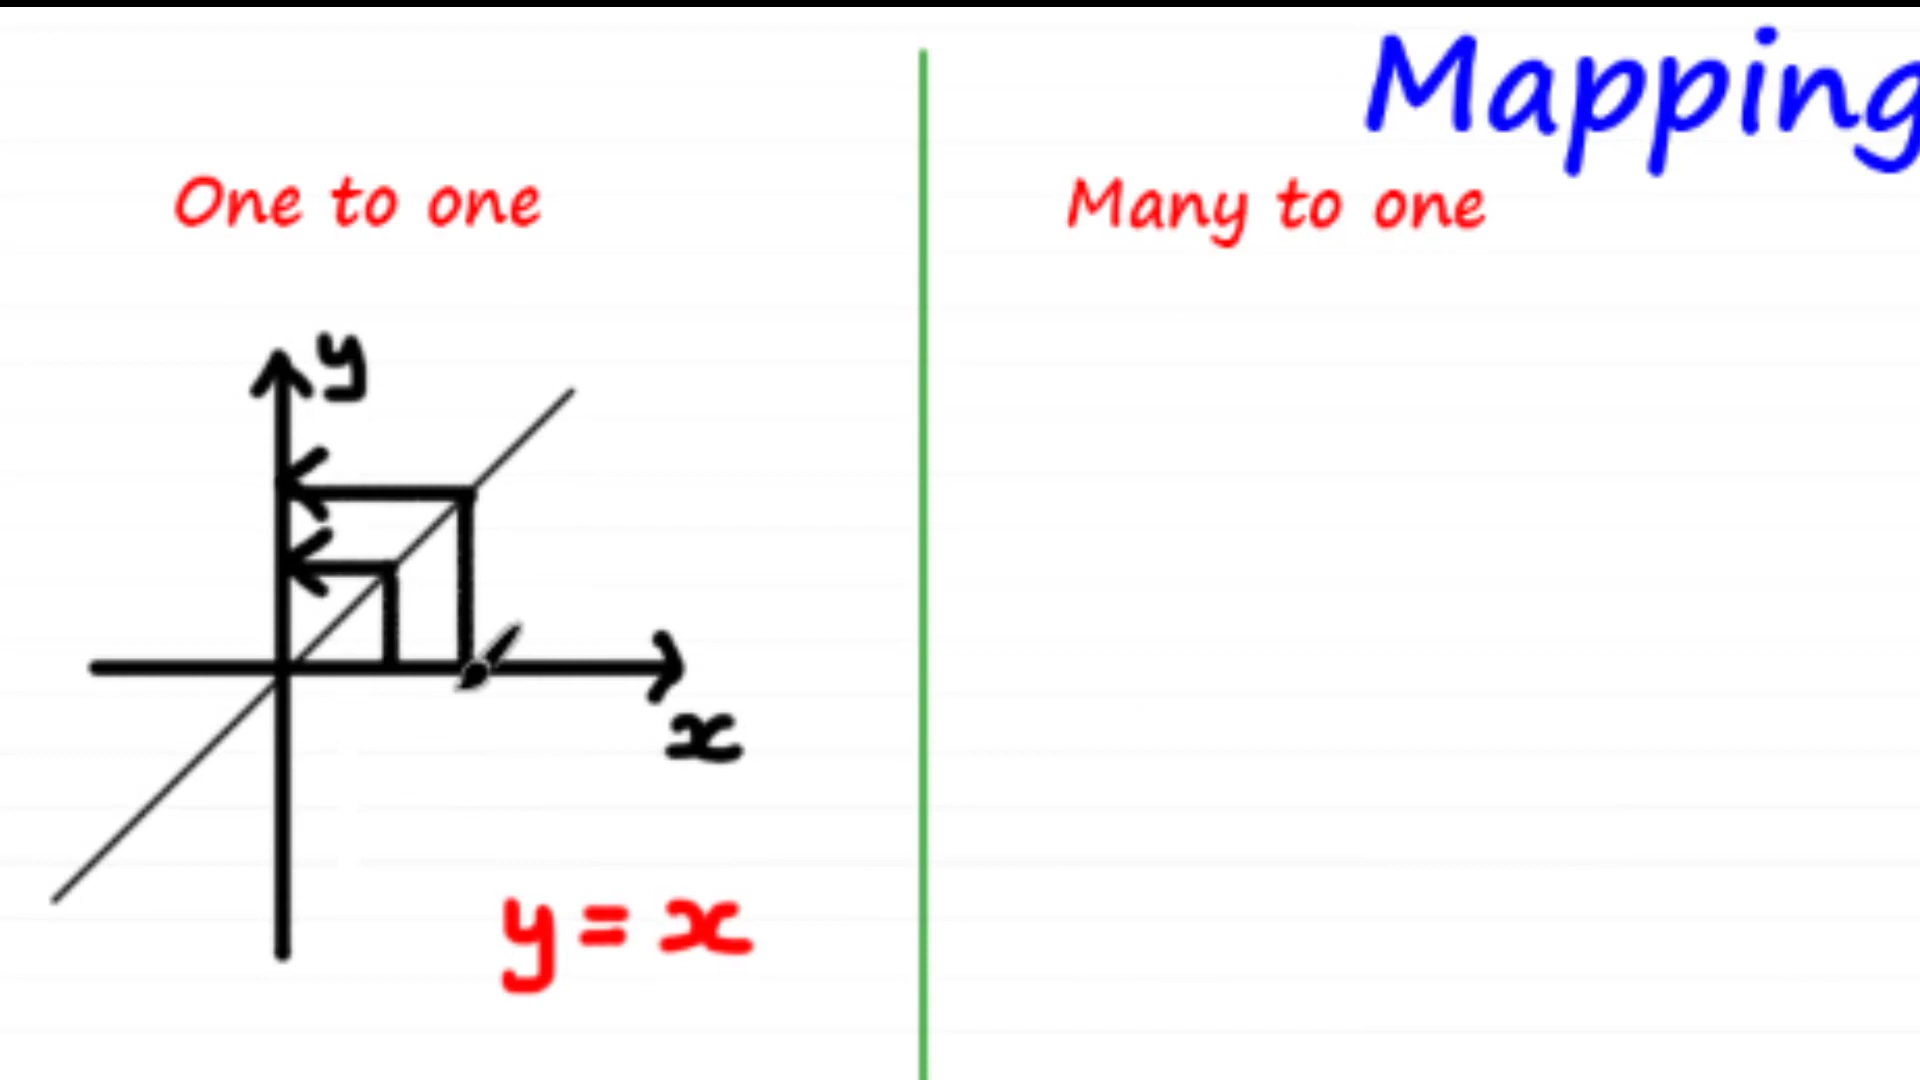 Mapping
One to one
Many to one
y
x
y = x